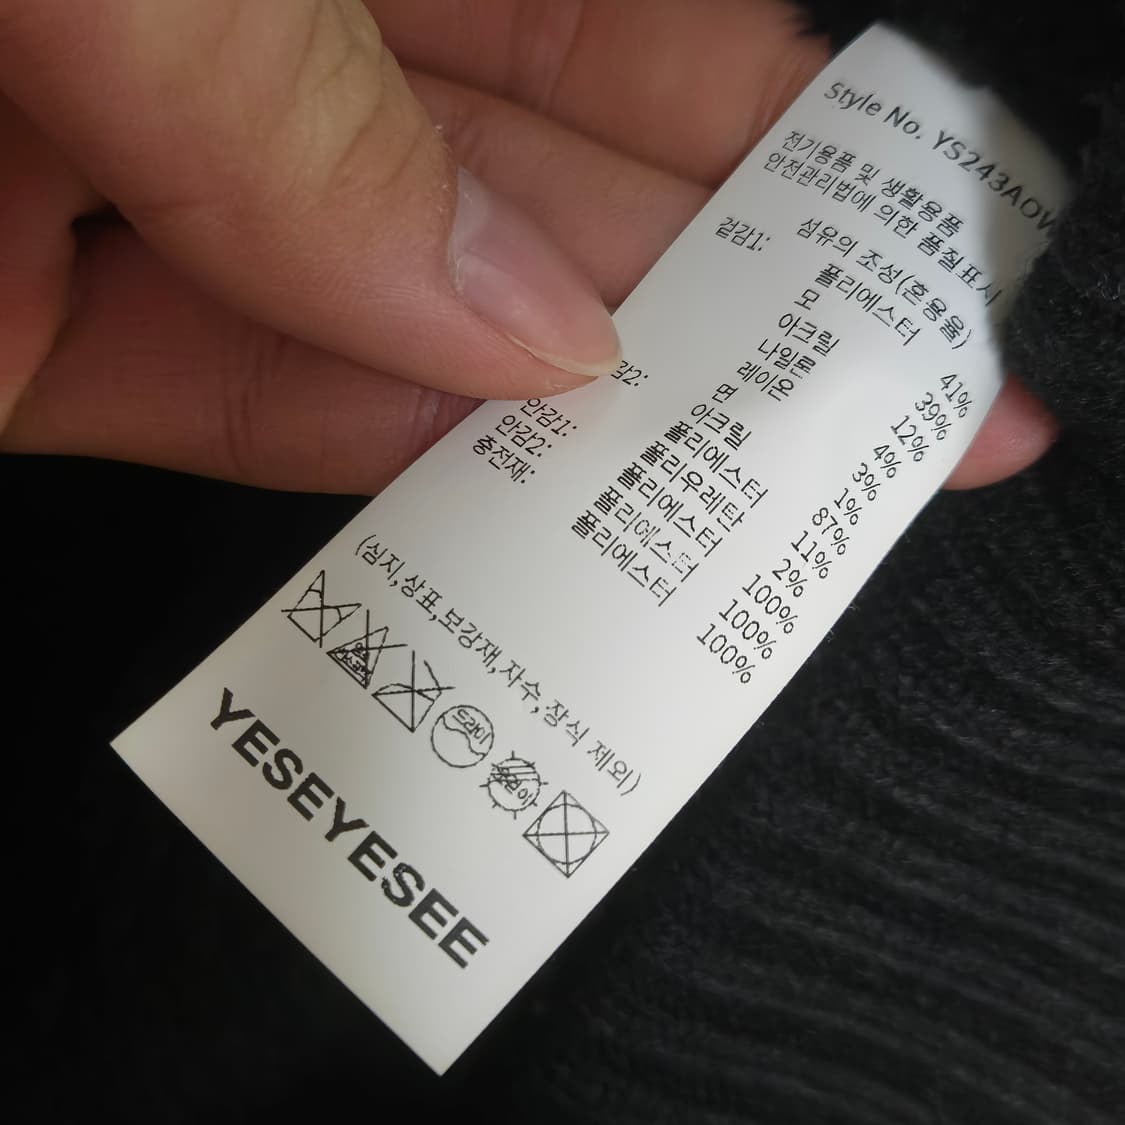 Style No. YS243AOV
전기용품 및 생활용품
안전관리법에 의한 품질표시
섬유의 조성(혼용율)
겉감1: 폴리에스터 41%
모 39%
아크릴 12%
나일론 4%
레이온 3%
면 1%
감2: 아크릴 87%
폴리에스터 11%
폴리우레탄 2%
안감1: 폴리에스터 100%
안감2: 폴리에스터 100%
충전재: 폴리에스터 100%
(심지,상표,보강재,자수,장식 제외)
드라이
YESEYESEE